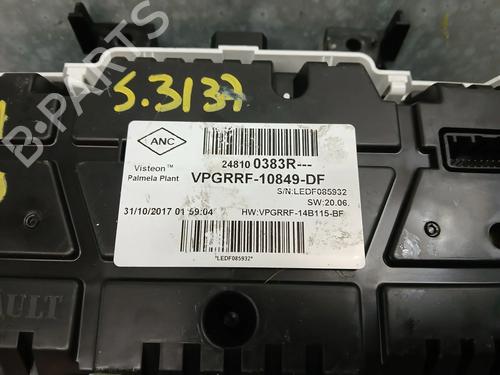 S.3137
B-PARTS
ANC
Visteon™
Palmela Plant
24810 0383R---
VPGRRF-10849-DF
S/N:LEDF085932
SW:20.06.
31/10/2017 01:59:04
HW:VPGRRF-14B115-BF
*LEDF085932*
AULT